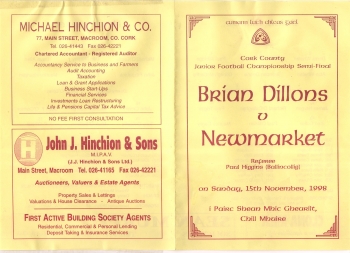 MICHAEL HINCHION & CO.
77, MAIN STREET, MACROOM, CO. CORK
Tel 026-41443 Fax 026-42221
Chartered Accountant - Registered Auditor
Accountancy Service to Business and Farmers
Audit Accounting
Taxation
Loan & Grant Applications
Business Start-Ups
Financial Services
Investments Loan Restructuring
Life & Pensions Capital Tax Advice
NO FEE FIRST CONSULTATION
H
John J. Hinchion & Sons
M.I.P.A.V.
(J.J. Hinchion & Sons Ltd.)
Main Street, Macroom Tel. 026-41165 Fax 026-42221
Auctioneers, Valuers & Estate Agents
Property Sales & Lettings
Valuations & House Clearance - Antique Auctions
FIRST ACTIVE BUILDING SOCIETY AGENTS
Residential, Commercial & Personal Lending
Deposit Taking & Insurance Services
Cork County
Junior Football Championship Semi-Final
Brian Dillons
v
Newmarket
Referee
Paul Higgins (Ballincollig)
on Sunday, 15th November, 1998
i Pairc Shean Mhic Ghearilt,
Chill Mhuire